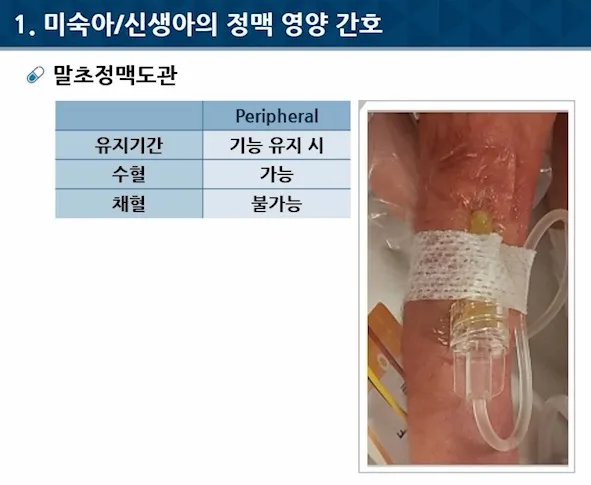 1. 미숙아/신생아의 정맥 영양 간호
말초정맥도관
Peripheral
유지기간 기능 유지 시
수혈 가능
채혈 불가능